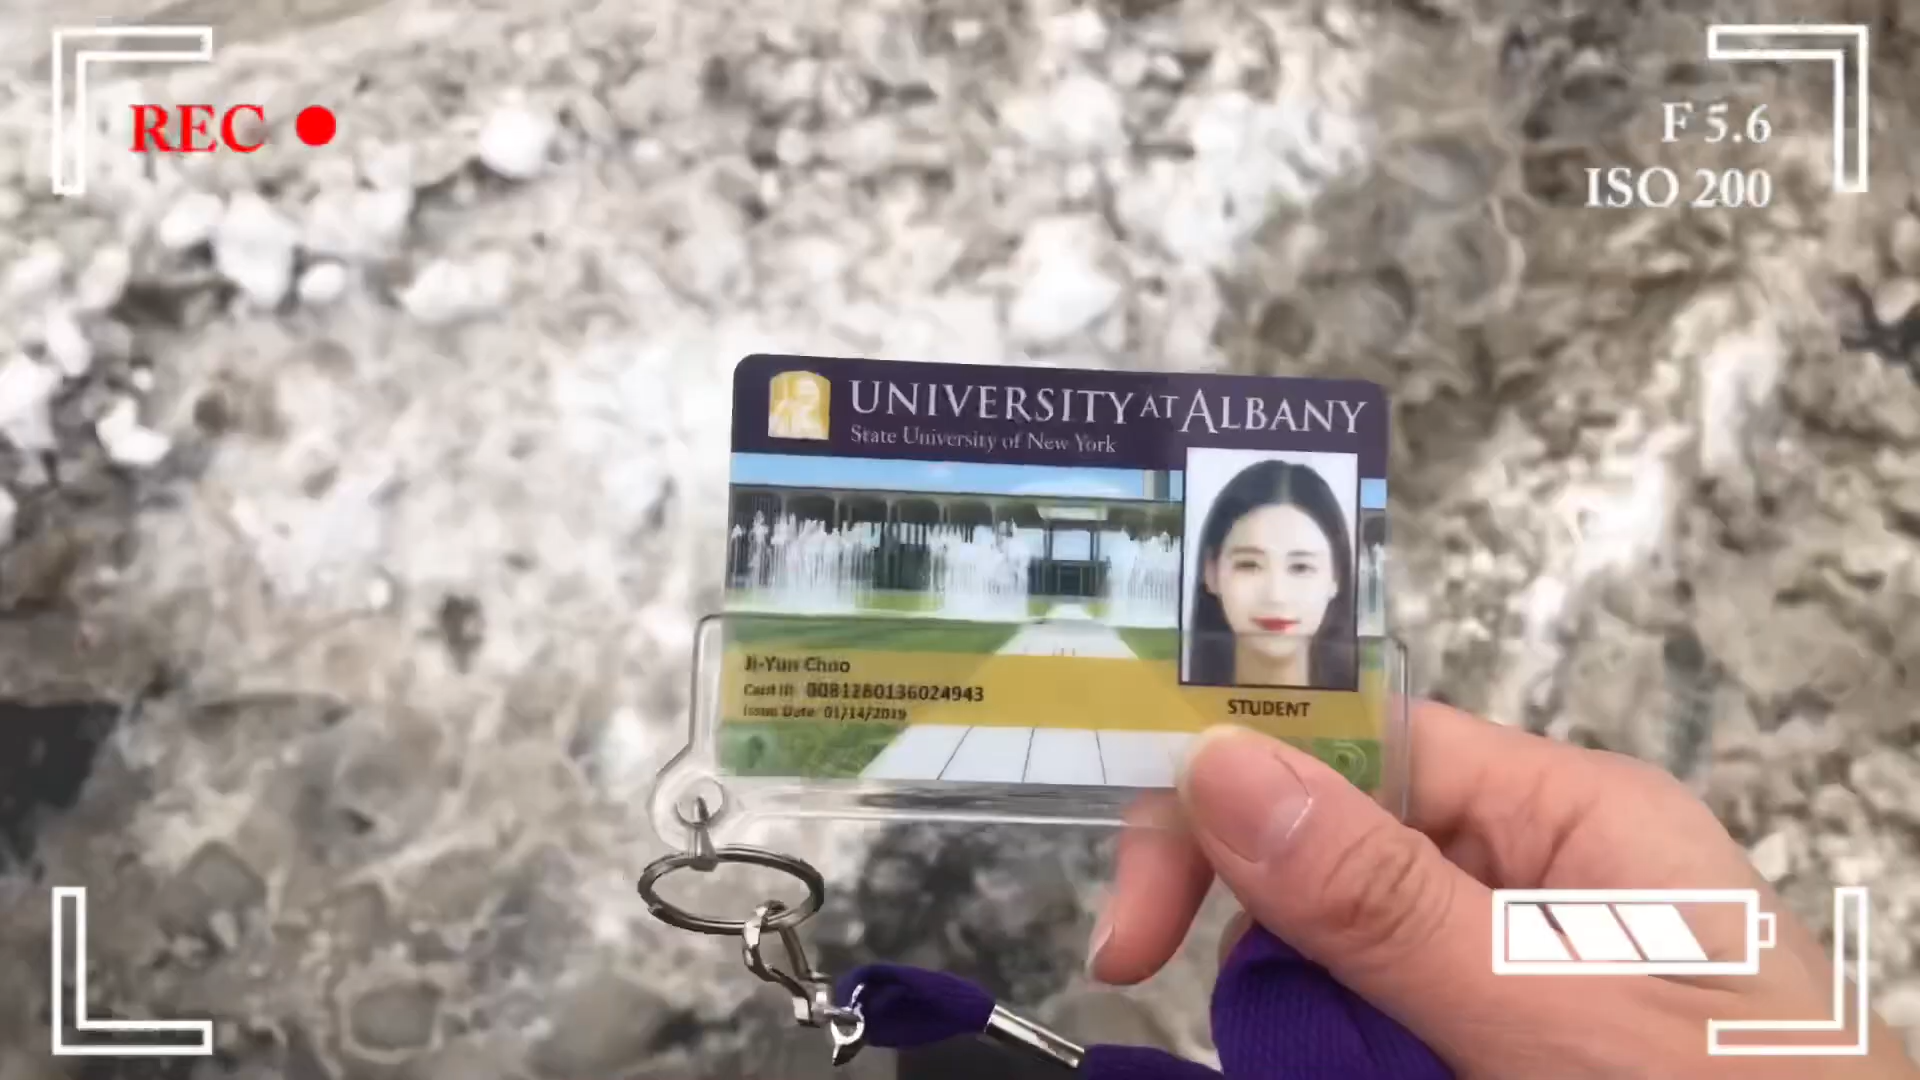 REC
F 5.6
ISO 200
UNIVERSITY AT ALBANY
State University of New York
Ji-Yun Chao
Card ID: 0081280136024943
Issue Date: 01/14/2019
STUDENT